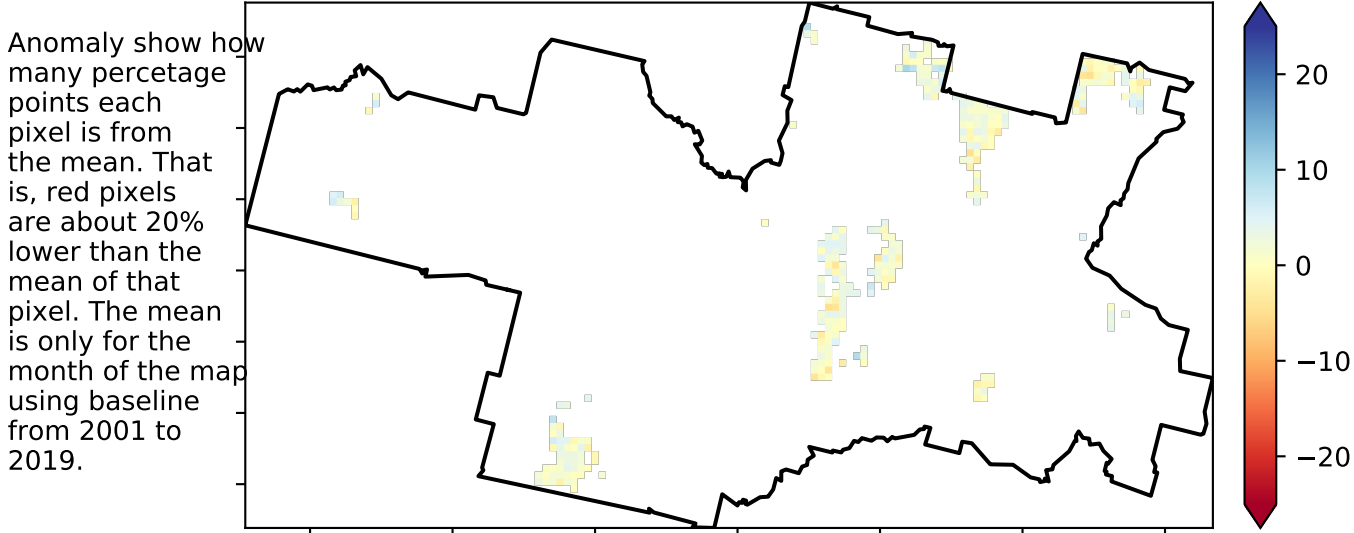 Anomaly show how
many percetage
points each
pixel is from
the mean. That
is, red pixels
are about 20%
lower than the
mean of that
pixel. The mean
is only for the
month of the map
using baseline
from 2001 to
2019.
20
10
0
−10
−20